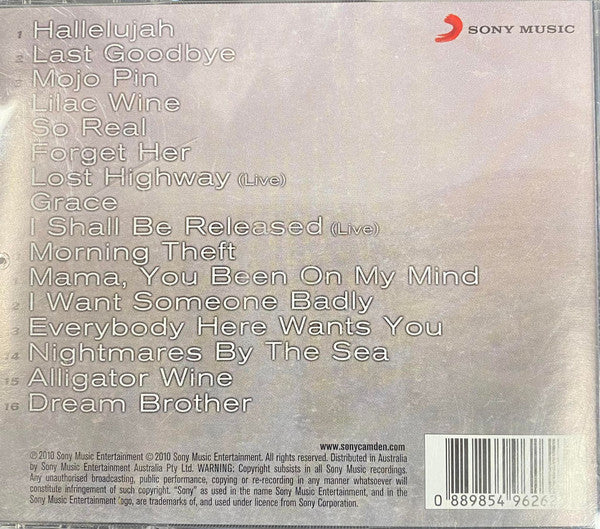 SONY MUSIC
1 Hallelujah
2 Last Goodbye
Mojo Pin
Lilac Wine
So Real
Forget Her
Lost Highway (Live)
Grace
I Shall Be Released (Live)
Morning Theft
Mama, You Been On My Mind
2 I Want Someone Badly
3 Everybody Here Wants You
14 Nightmares By The Sea
15 Alligator Wine
16 Dream Brother
www.sonycamden.com
℗ 2010 Sony Music Entertainment © 2010 Sony Music Entertainment. All rights reserved. Distributed in Australia
by Sony Music Entertainment Australia Pty Ltd. WARNING: Copyright subsists in all Sony Music recordings.
Any unauthorised broadcasting, public performance, copying or re-recording in any manner whatsoever will
constitute infringement of such copyright. "Sony" as used in the name Sony Music Entertainment, and in the
Sony Music Entertainment logo, are trademarks of, and used under licence from Sony Corporation.
0 889854 96262